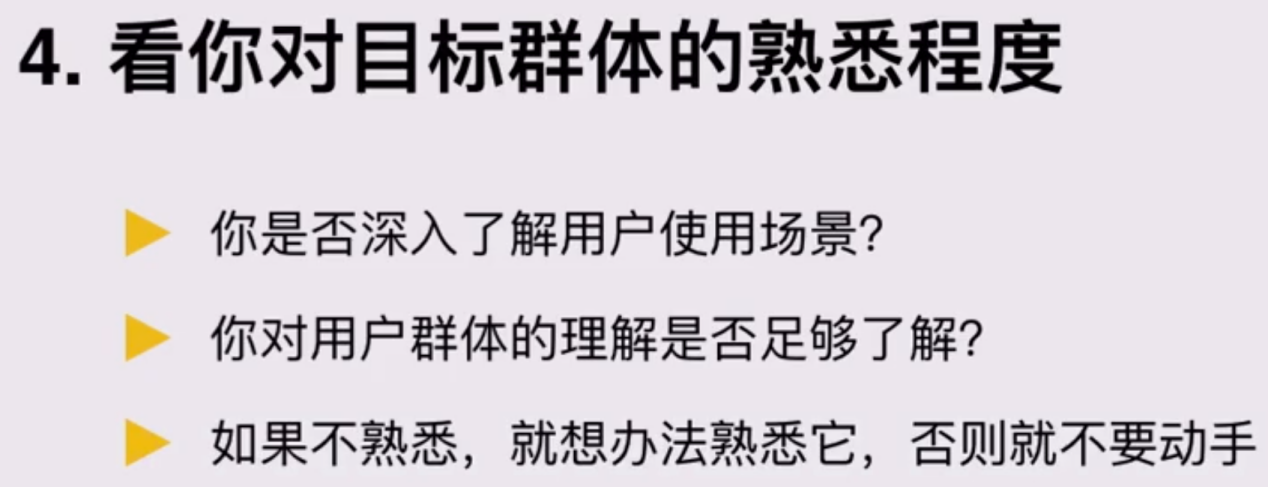 4. 看你对目标群体的熟悉程度
你是否深入了解用户使用场景?
你对用户群体的理解是否足够了解?
如果不熟悉，就想办法熟悉它，否则就不要动手